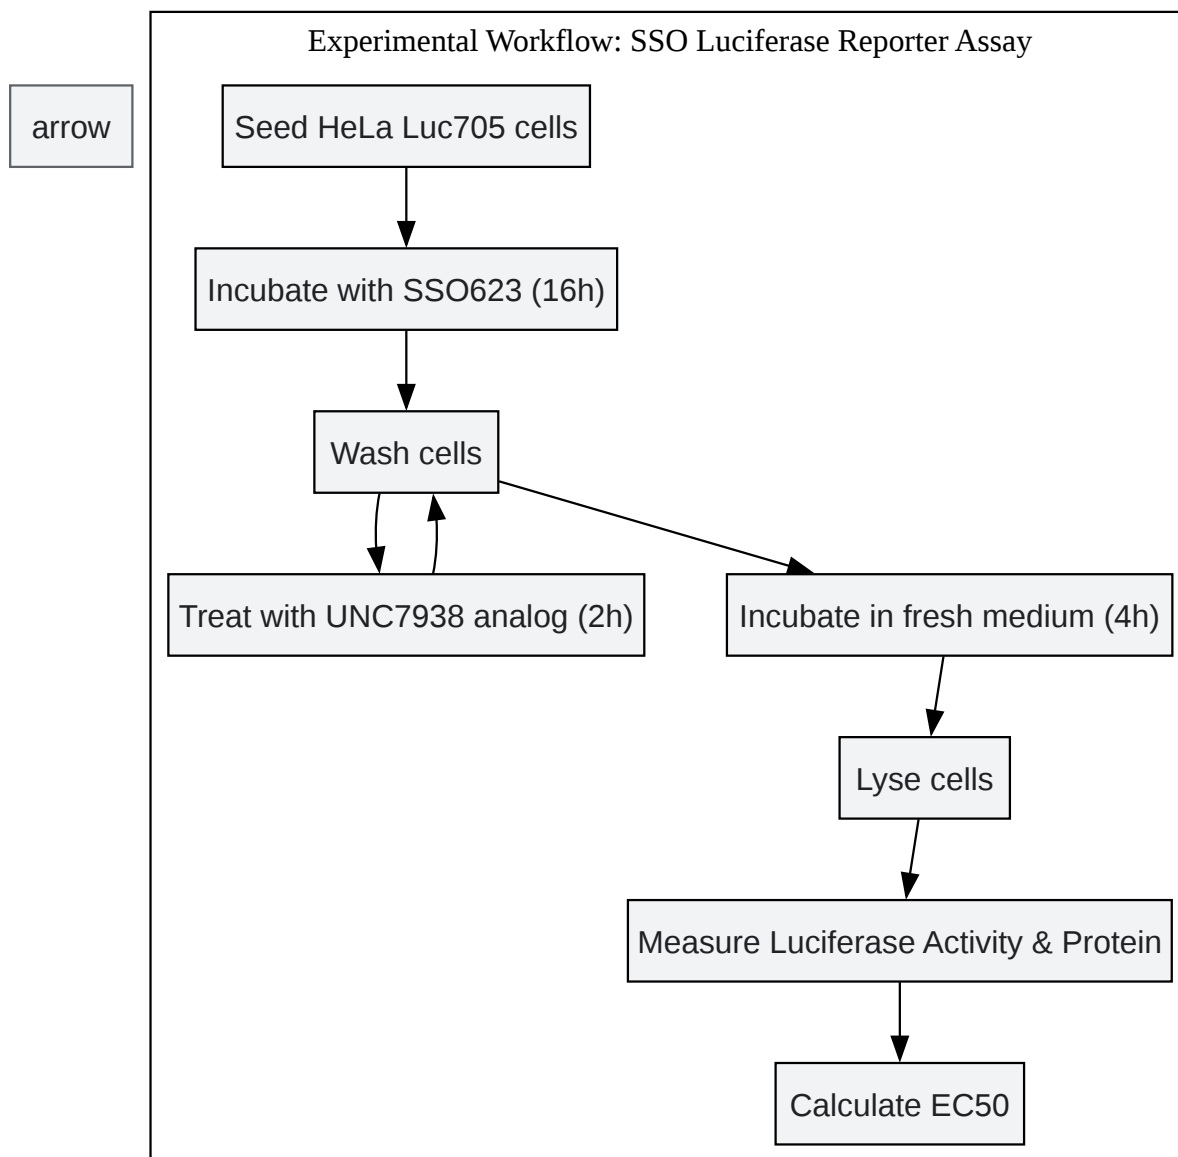 Experimental Workflow: SSO Luciferase Reporter Assay
arrow
Seed HeLa Luc705 cells
Incubate with SSO623 (16h)
Wash cells
Treat with UNC7938 analog (2h)
Incubate in fresh medium (4h)
Lyse cells
Measure Luciferase Activity & Protein
Calculate EC50